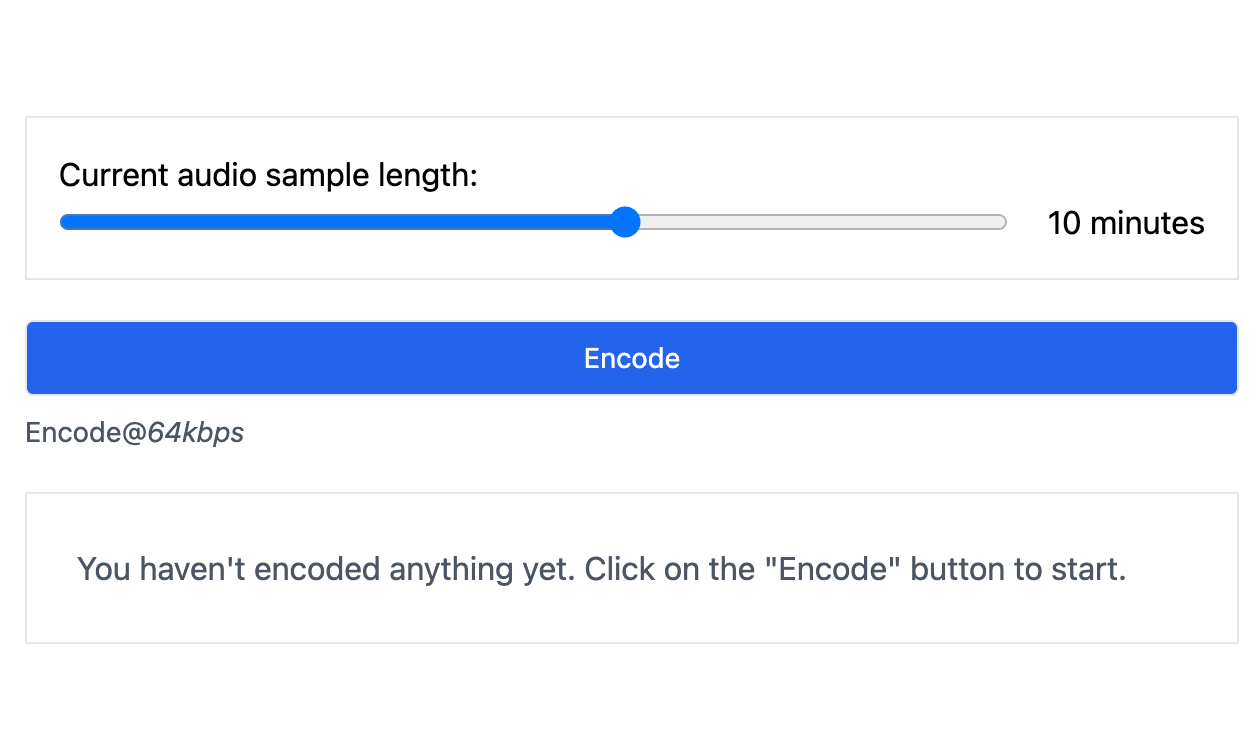 Current audio sample length:
10 minutes
Encode
Encode@64kbps
You haven't encoded anything yet. Click on the "Encode" button to start.